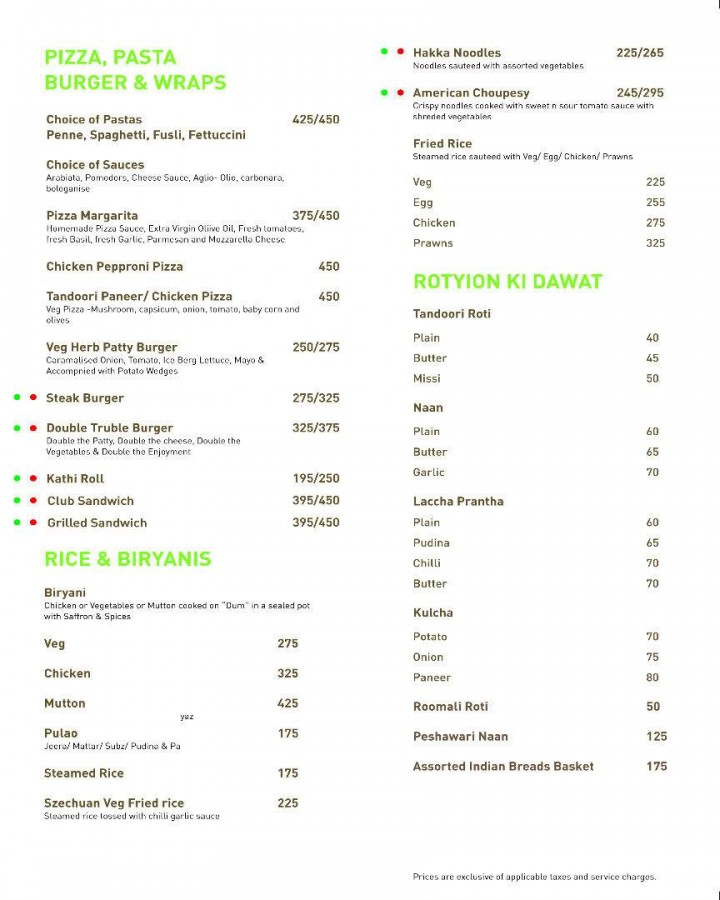 PIZZA, PASTA
BURGER & WRAPS
Choice of Pastas 425/450
Penne, Spaghetti, Fusli, Fettuccini
Choice of Sauces
Arabiata, Pomodors, Cheese Sauce, Aglio- Olio, carbonara,
bologanise
Pizza Margarita 375/450
Homemade Pizza Sauce, Extra Virgin Oliive Oil, Fresh tomatoes,
fresh Basil, fresh Garlic, Parmesan and Mozzarella Cheese
Chicken Pepproni Pizza 450
Tandoori Paneer/ Chicken Pizza 450
Veg Pizza -Mushroom, capsicum, onion, tomato, baby corn and
olives
Veg Herb Patty Burger 250/275
Caramalised Onion, Tomato, Ice Berg Lettuce, Mayo &
Accompnied with Potato Wedges
Steak Burger 275/325
Double Truble Burger 325/375
Double the Patty, Double the cheese, Double the
Vegetables & Double the Enjoyment
Kathi Roll 195/250
Club Sandwich 395/450
Grilled Sandwich 395/450
RICE & BIRYANIS
Biryani
Chicken or Vegetables or Mutton cooked on "Dum" in a sealed pot
with Saffron & Spices
Veg 275
Chicken 325
Mutton 425
yaz
Pulao 175
Jeera/ Mattar/ Subz/ Pudina & Pa
Steamed Rice 175
Szechuan Veg Fried rice 225
Steamed rice tossed with chilli garlic sauce
Hakka Noodles 225/265
Noodles sauteed with assorted vegetables
American Choupesy 245/295
Crispy noodles cooked with sweet n sour tomato sauce with
shreded vegetables
Fried Rice
Steamed rice sauteed with Veg/ Egg/ Chicken/ Prawns
Veg 225
Egg 255
Chicken 275
Prawns 325
ROTYION KI DAWAT
Tandoori Roti
Plain 40
Butter 45
Missi 50
Naan
Plain 60
Butter 65
Garlic 70
Laccha Prantha
Plain 60
Pudina 65
Chilli 70
Butter 70
Kulcha
Potato 70
Onion 75
Paneer 80
Roomali Roti 50
Peshawari Naan 125
Assorted Indian Breads Basket 175
Prices are exclusive of applicable taxes and service charges.